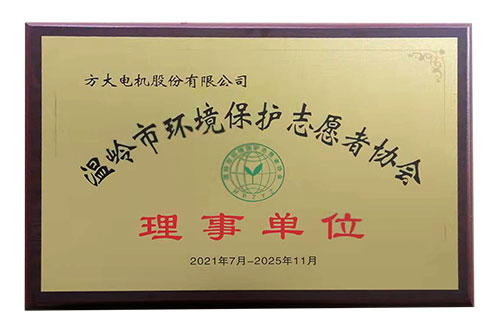 方大电机股份有限公司
温岭市环境保护志愿者协会
理事单位
2021年7月-2025年11月